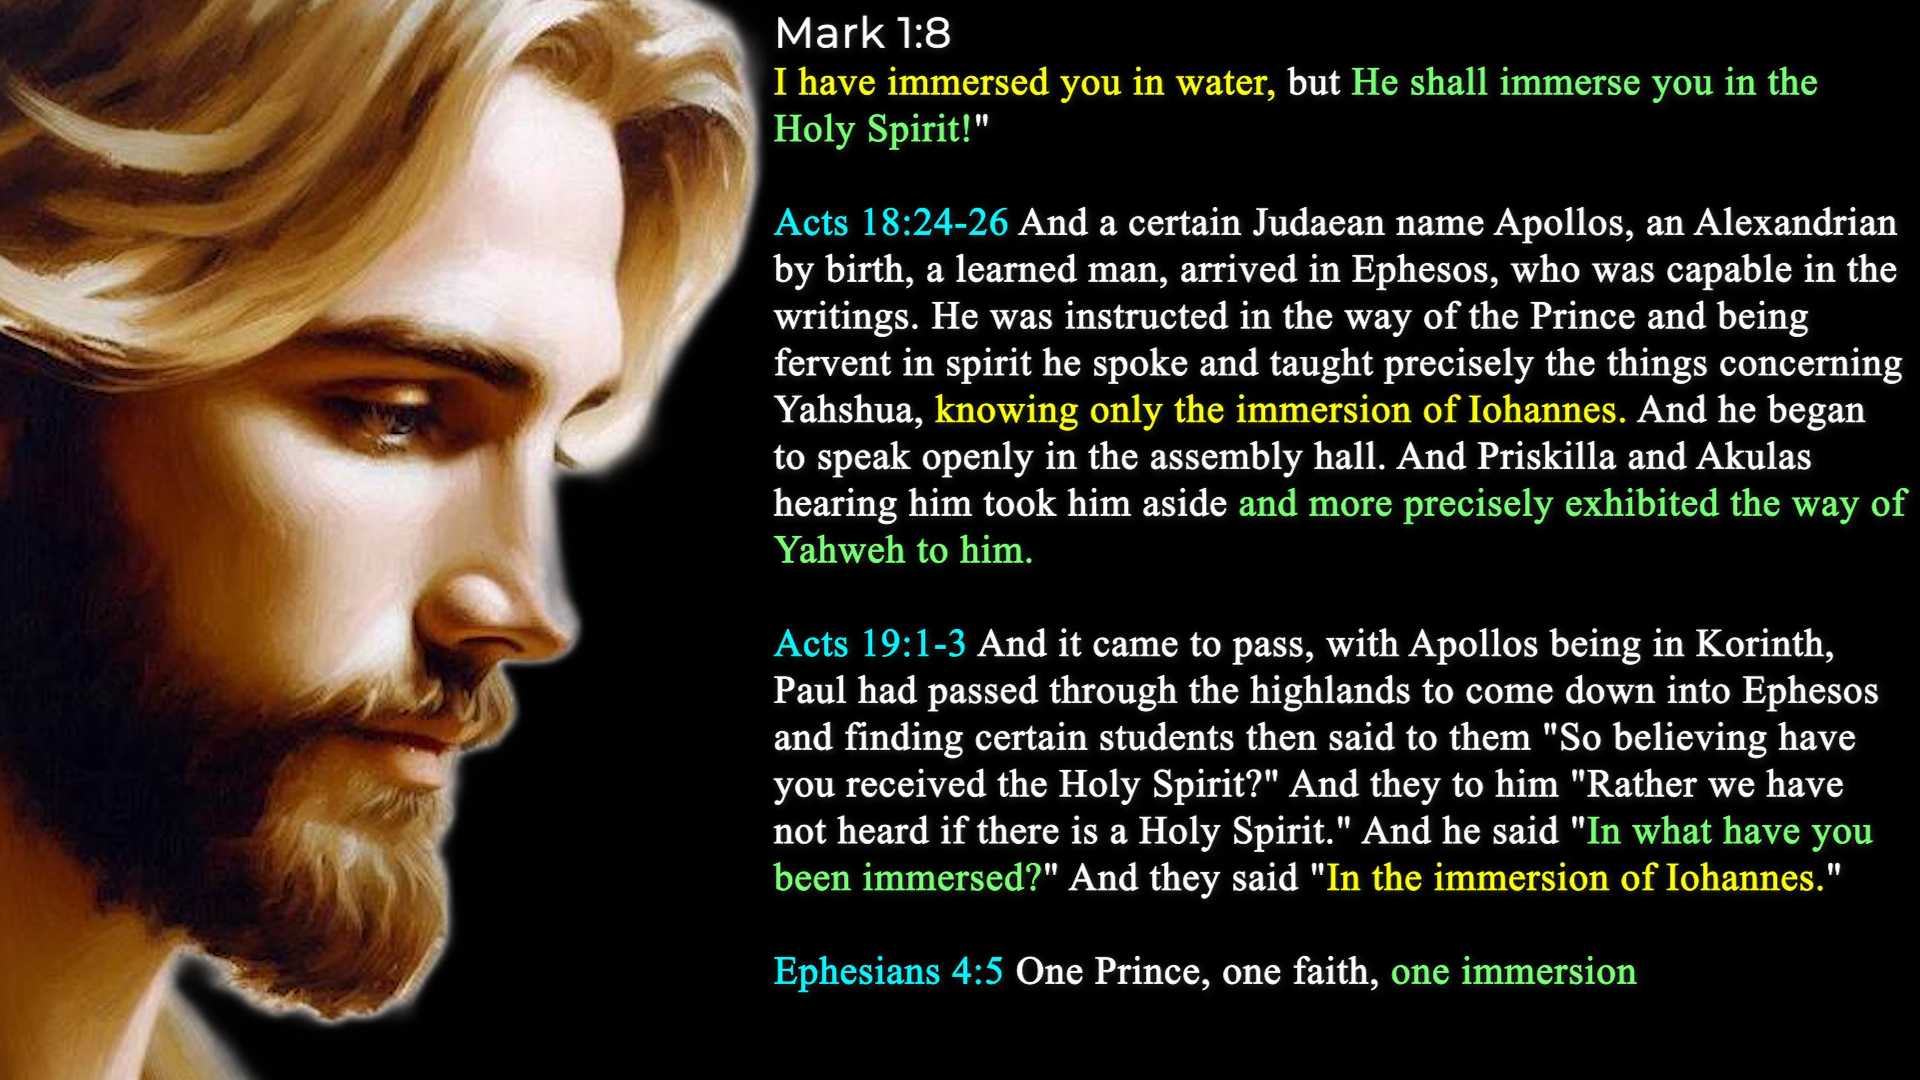 Mark 1:8
I have immersed you in water, but He shall immerse you in the
Holy Spirit!"
Acts 18:24-26 And a certain Judaean name Apollos, an Alexandrian
by birth, a learned man, arrived in Ephesos, who was capable in the
writings. He was instructed in the way of the Prince and being
fervent in spirit he spoke and taught precisely the things concerning
Yahshua, knowing only the immersion of Iohannes. And he began
to speak openly in the assembly hall. And Priskilla and Akulas
hearing him took him aside and more precisely exhibited the way of
Yahweh to him.
Acts 19:1-3 And it came to pass, with Apollos being in Korinth,
Paul had passed through the highlands to come down into Ephesos
and finding certain students then said to them "So believing have
you received the Holy Spirit?" And they to him "Rather we have
not heard if there is a Holy Spirit." And he said "In what have you
been immersed?" And they said "In the immersion of Iohannes."
Ephesians 4:5 One Prince, one faith, one immersion